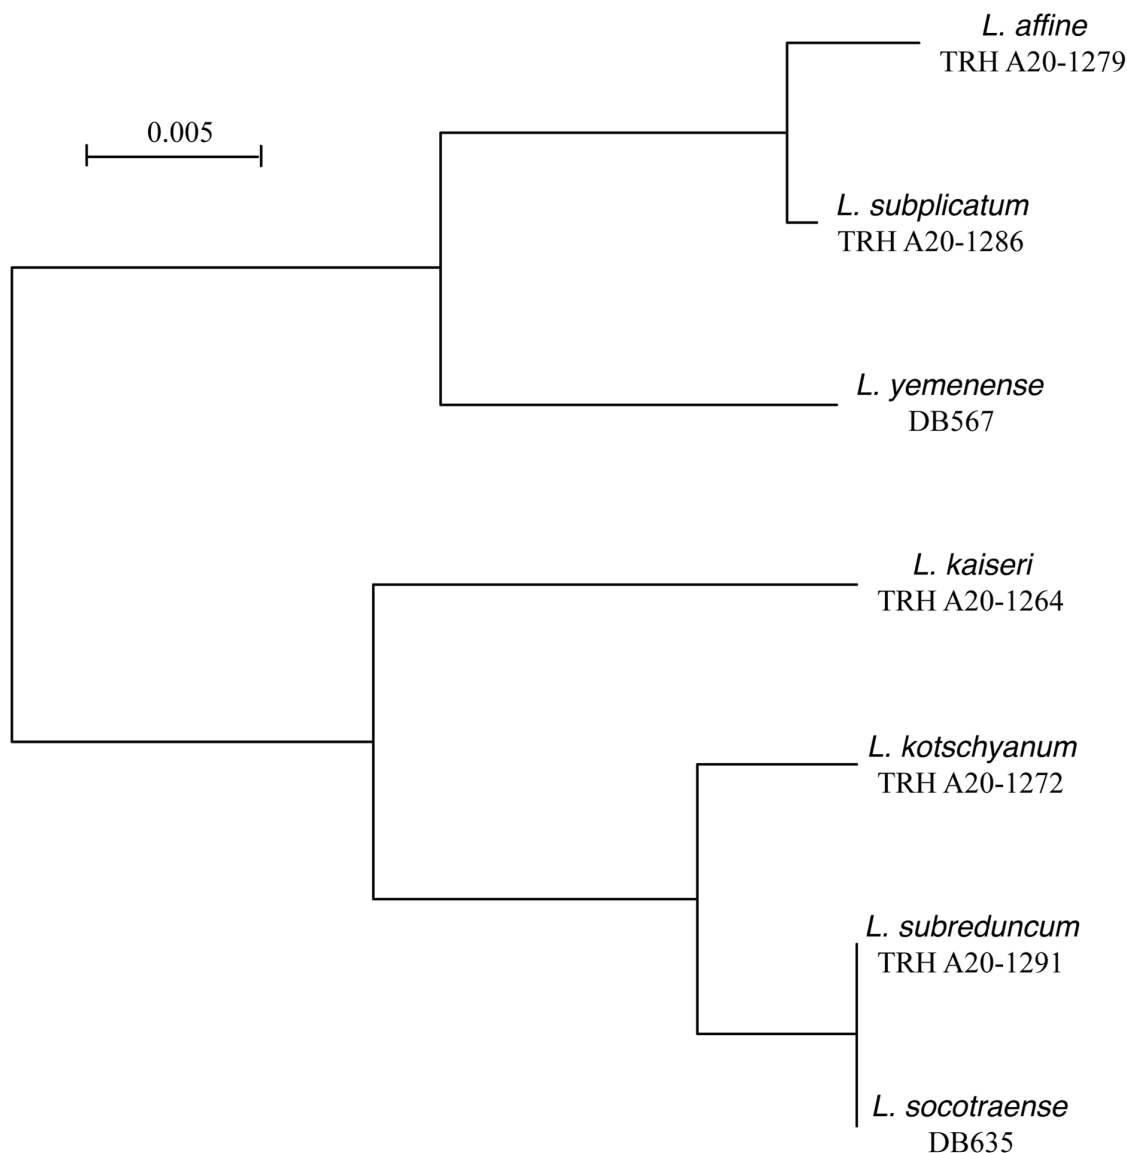 L. affine
TRH A20-1279
0.005
L. subplicatum
TRH A20-1286
L. yemenense
DB567
L. kaiseri
TRH A20-1264
L. kotschyanum
TRH A20-1272
L. subreduncum
TRH A20-1291
L. socotraense
DB635